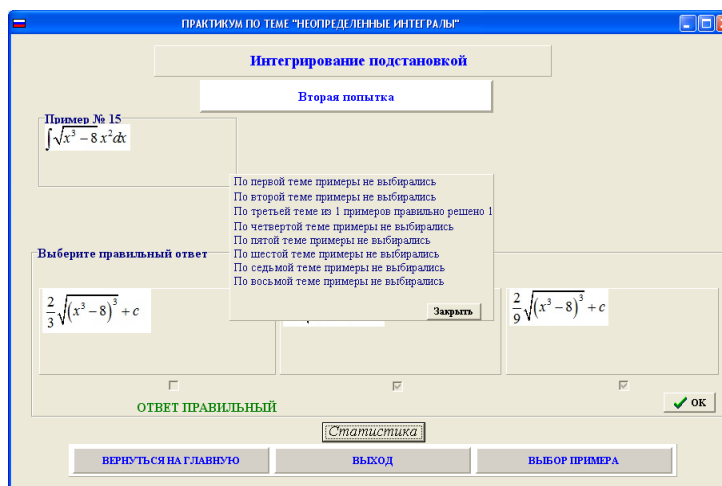 ПРАКТИКУМ ПО ТЕМЕ "НЕОПРЕДЕЛЕННЫЕ ИНТЕГРАЛЫ"
Интегрирование подстановкой
Вторая попытка
Пример № 15
∫√(x³ − 8) x² dx
По первой теме примеры не выбирались
По второй теме примеры не выбирались
По третьей теме из 1 примеров правильно решено 1
По четвертой теме примеры не выбирались
По пятой теме примеры не выбирались
По шестой теме примеры не выбирались
По седьмой теме примеры не выбирались
По восьмой теме примеры не выбирались
Закрыть
Выберите правильный ответ
2/3 √((x³ − 8)³) + c
2/9 √((x³ − 8)³) + c
ОТВЕТ ПРАВИЛЬНЫЙ
OK
Статистика
ВЕРНУТЬСЯ НА ГЛАВНУЮ
ВЫХОД
ВЫБОР ПРИМЕРА